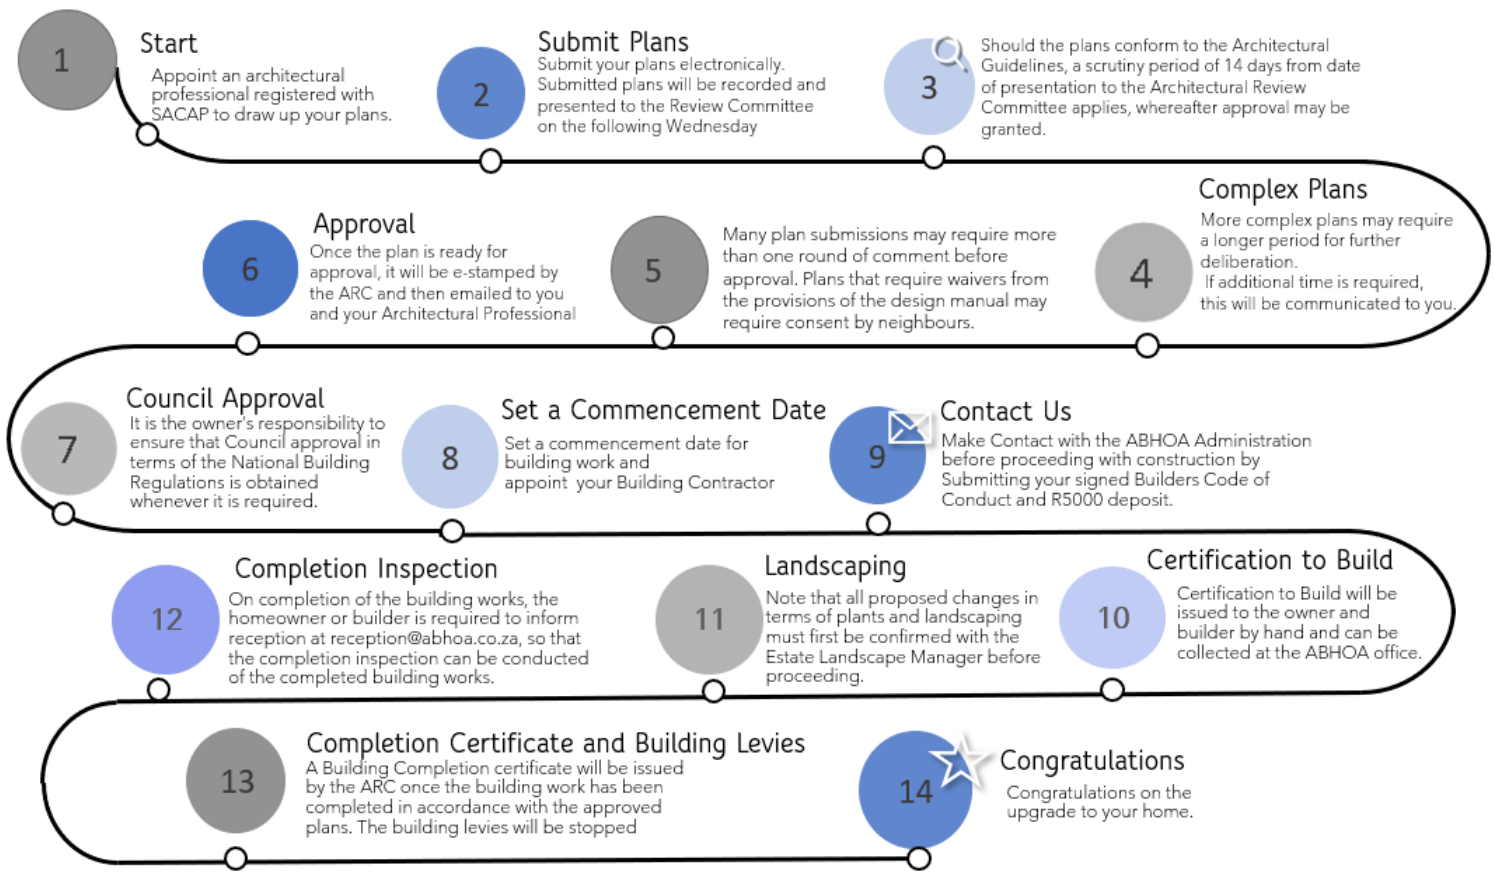 1
Start
Appoint an architectural
professional registered with
SACAP to draw up your plans.
2
Submit Plans
Submit your plans electronically.
Submitted plans will be recorded and
presented to the Review Committee
on the following Wednesday
3
Should the plans conform to the Architectural
Guidelines, a scrutiny period of 14 days from date
of presentation to the Architectural Review
Committee applies, whereafter approval may be
granted.
4
Complex Plans
More complex plans may require
a longer period for further
deliberation.
If additional time is required,
this will be communicated to you.
5
Many plan submissions may require more
than one round of comment before
approval. Plans that require waivers from
the provisions of the design manual may
require consent by neighbours.
6
Approval
Once the plan is ready for
approval, it will be e-stamped by
the ARC and then emailed to you
and your Architectural Professional
7
Council Approval
It is the owner's responsibility to
ensure that Council approval in
terms of the National Building
Regulations is obtained
whenever it is required.
8
Set a Commencement Date
Set a commencement date for
building work and
appoint your Building Contractor
9
Contact Us
Make Contact with the ABHOA Administration
before proceeding with construction by
Submitting your signed Builders Code of
Conduct and R5000 deposit.
10
Certification to Build
Certification to Build will be
issued to the owner and
builder by hand and can be
collected at the ABHOA office.
11
Landscaping
Note that all proposed changes in
terms of plants and landscaping
must first be confirmed with the
Estate Landscape Manager before
proceeding.
12
Completion Inspection
On completion of the building works, the
homeowner or builder is required to inform
reception at reception@abhoa.co.za, so that
the completion inspection can be conducted
of the completed building works.
13
Completion Certificate and Building Levies
A Building Completion certificate will be issued
by the ARC once the building work has been
completed in accordance with the approved
plans. The building levies will be stopped
14
Congratulations
Congratulations on the
upgrade to your home.